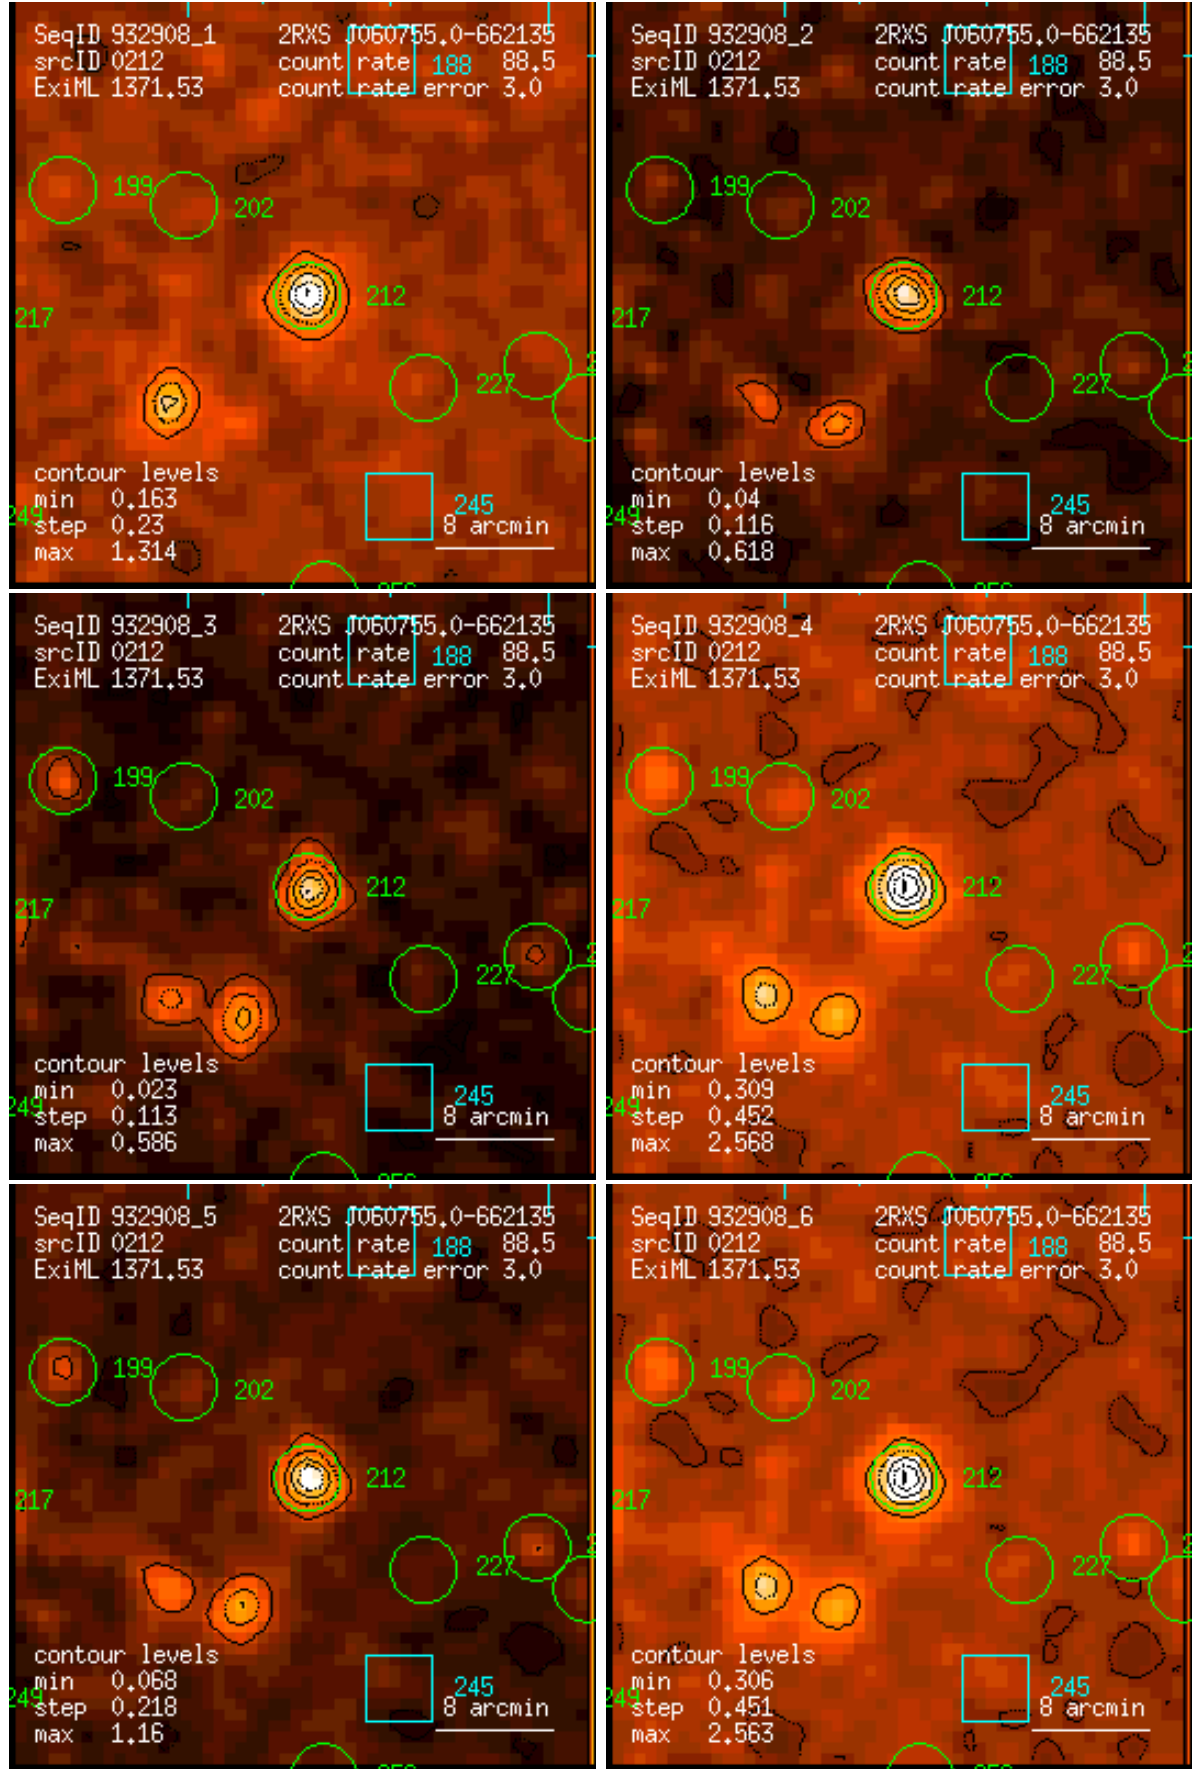 SeqID 932908_1 2RXS J060755.0-662135
srcID 0212 count rate 188 88.5
ExiML 1371.53 count rate error 3.0
199
202
212
217
227
contour levels
min 0.163
245
249
step 0.23
8 arcmin
max 1.314
SeqID 932908_2 2RXS J060755.0-662135
srcID 0212 count rate 188 88.5
ExiML 1371.53 count rate error 3.0
199
202
212
217
227
contour levels
min 0.04
245
249
step 0.116
8 arcmin
max 0.618
SeqID 932908_3 2RXS J060755.0-662135
srcID 0212 count rate 188 88.5
ExiML 1371.53 count rate error 3.0
199
202
212
217
227
contour levels
min 0.023
245
249
step 0.113
8 arcmin
max 0.586
SeqID 932908_4 2RXS J060755.0-662135
srcID 0212 count rate 188 88.5
ExiML 1371.53 count rate error 3.0
199
202
212
217
227
contour levels
min 0.309
245
249
step 0.452
8 arcmin
max 2.568
SeqID 932908_5 2RXS J060755.0-662135
srcID 0212 count rate 188 88.5
ExiML 1371.53 count rate error 3.0
199
202
212
217
227
contour levels
min 0.068
245
249
step 0.218
8 arcmin
max 1.16
SeqID 932908_6 2RXS J060755.0-662135
srcID 0212 count rate 188 88.5
ExiML 1371.53 count rate error 3.0
199
202
212
217
227
contour levels
min 0.306
245
249
step 0.451
8 arcmin
max 2.563